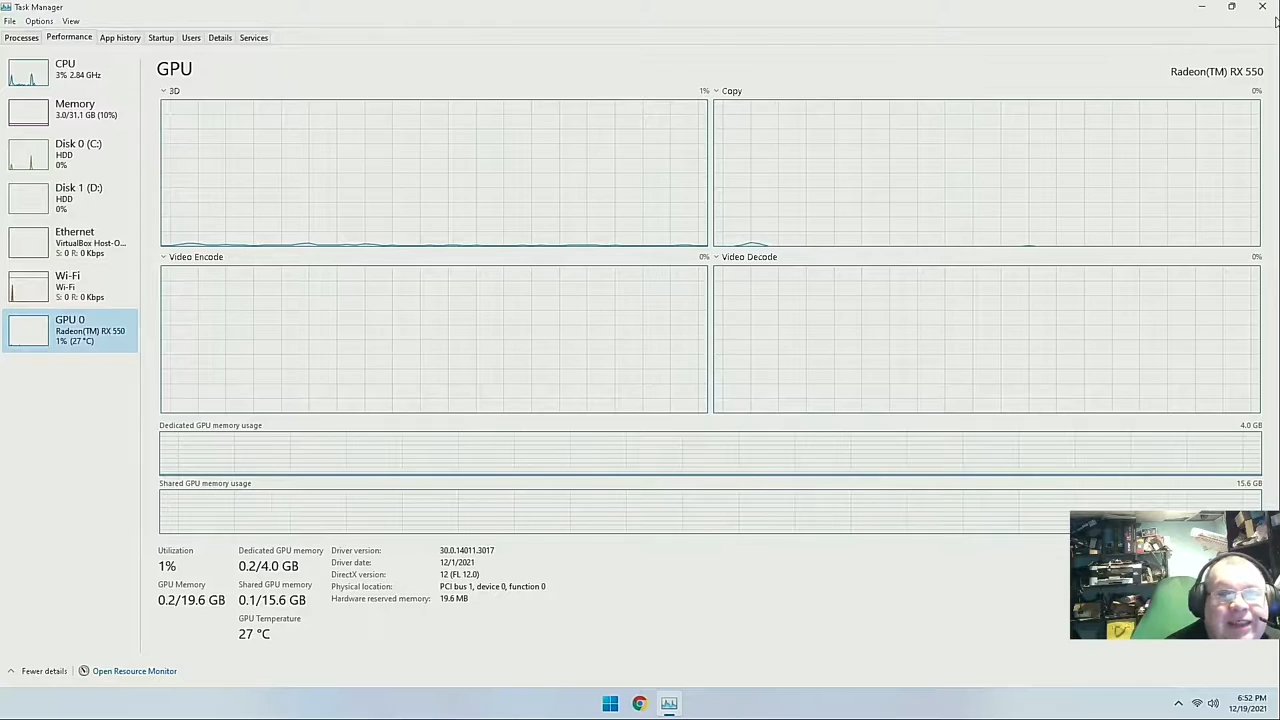 Task Manager
File Options View
Processes Performance App history Startup Users Details Services
CPU
3% 2.84 GHz
Memory
3.0/31.1 GB (10%)
Disk 0 (C:)
HDD
0%
Disk 1 (D:)
HDD
0%
Ethernet
VirtualBox Host-O...
S: 0 R: 0 Kbps
Wi-Fi
Wi-Fi
S: 0 R: 0 Kbps
GPU 0
Radeon(TM) RX 550
1% (27 °C)
GPU
Radeon(TM) RX 550
3D 1%
Copy 0%
Video Encode 0%
Video Decode 0%
Dedicated GPU memory usage 4.0 GB
Shared GPU memory usage 15.6 GB
Utilization
1%
GPU Memory
0.2/19.6 GB
Dedicated GPU memory
0.2/4.0 GB
Shared GPU memory
0.1/15.6 GB
GPU Temperature
27 °C
Driver version: 30.0.14011.3017
Driver date: 12/1/2021
DirectX version: 12 (FL 12.0)
Physical location: PCI bus 1, device 0, function 0
Hardware reserved memory: 19.6 MB
Fewer details Open Resource Monitor
6:52 PM
12/19/2021